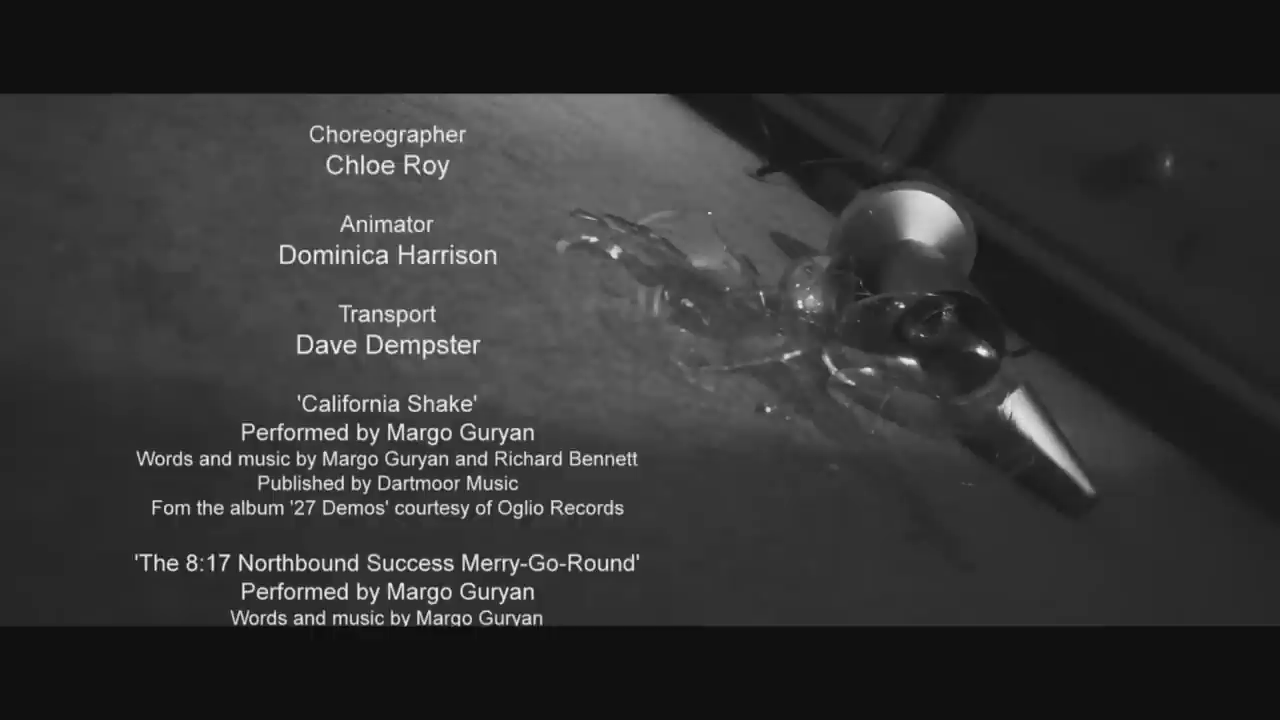 Choreographer
Chloe Roy
Animator
Dominica Harrison
Transport
Dave Dempster
'California Shake'
Performed by Margo Guryan
Words and music by Margo Guryan and Richard Bennett
Published by Dartmoor Music
Fom the album '27 Demos' courtesy of Oglio Records
'The 8:17 Northbound Success Merry-Go-Round'
Performed by Margo Guryan
Words and music by Margo Guryan